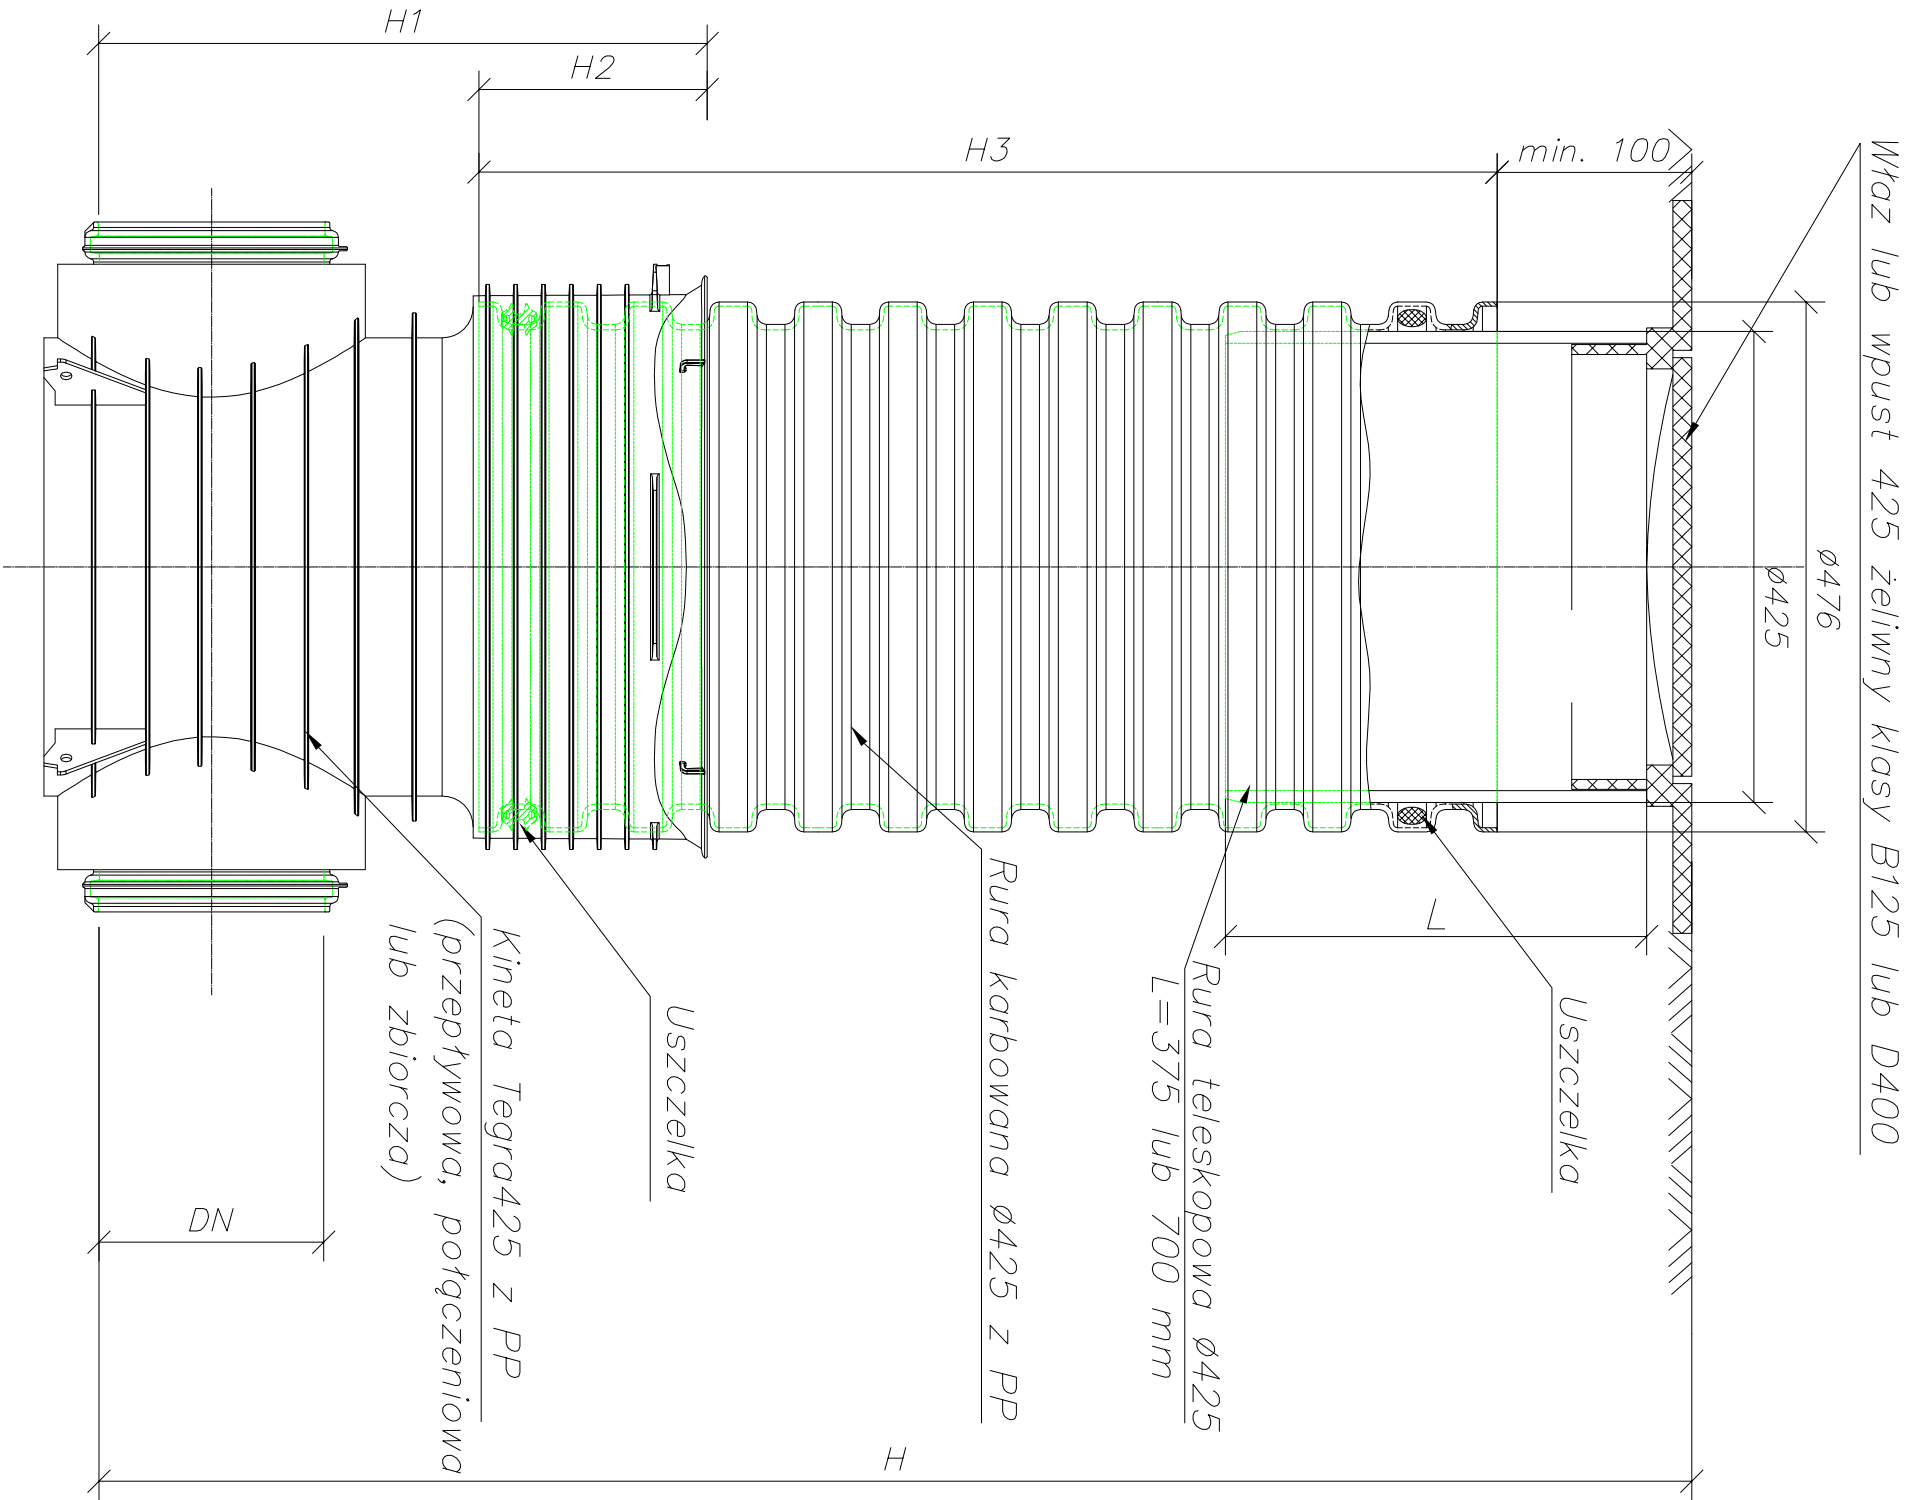 Właz lub wpust 425 żeliwny klasy B125 lub D400
ø476
ø425
min. 100
H3
H2
H1
L
Uszczelka
Rura teleskopowa ø425
L=375 lub 700 mm
Rura karbowana ø425 z PP
Uszczelka
Kineta Tegra425 z PP
(przepływowa, połączeniowa
lub zbiorcza)
DN
H